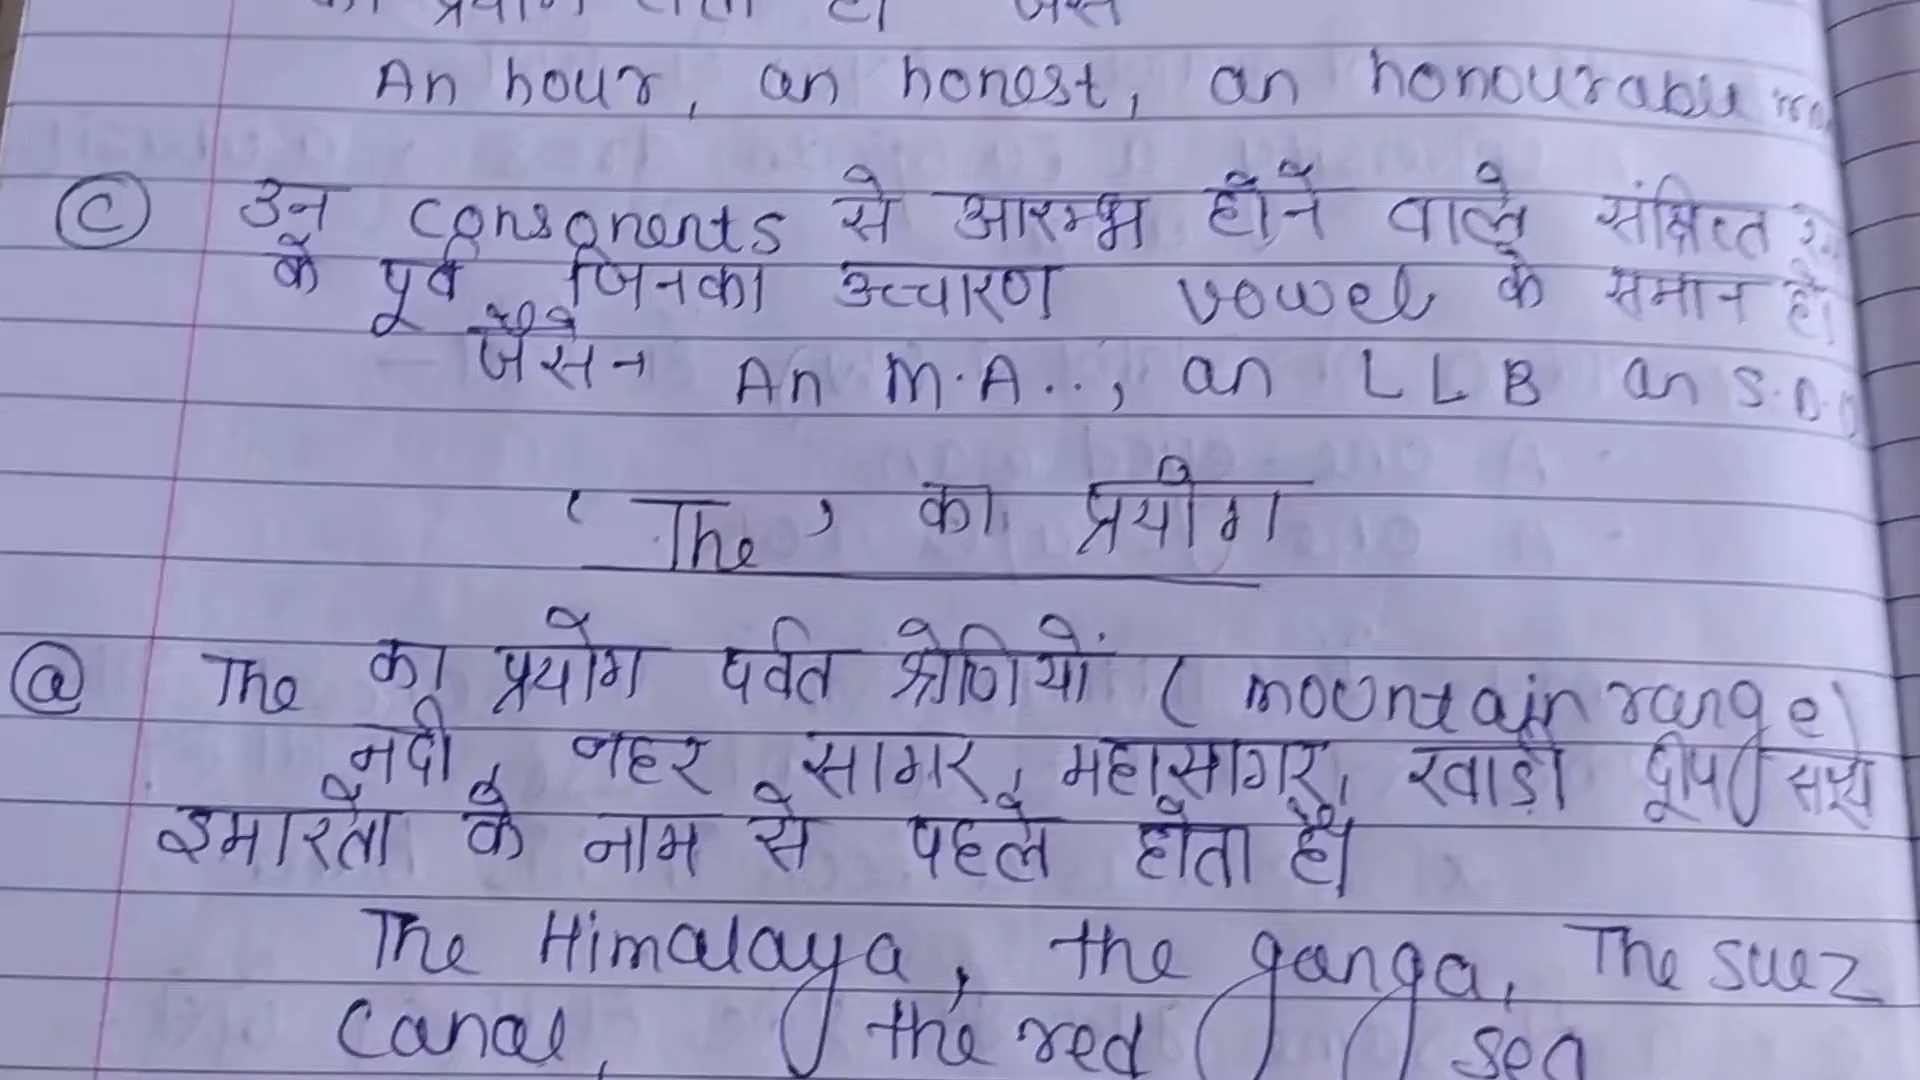 An hour, an honest, an honourable
(C) उन consonents से आरम्भ होने वाले संक्षिप्त
के पूर्व जिनका उच्चारण vowel के समान है।
जैसे→ An M.A.., an LLB an S.D.O
'The' का प्रयोग
(a) The का प्रयोग पर्वत श्रेणियों (mountain range)
नदी, नहर, सागर, महासागर, खाड़ी द्वीप
इमारतों के नाम से पहले होता है।
The Himalaya, the ganga, The suez
Canal, the red sea